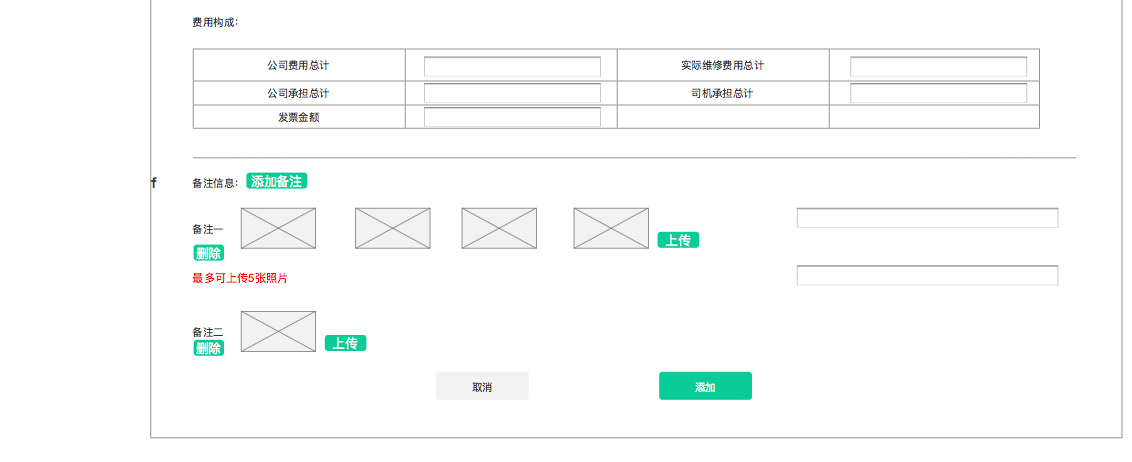 费用构成:
公司费用总计 实际维修费用总计
公司承担总计 司机承担总计
发票金额
f 备注信息: 添加备注
备注一 上传
删除
最多可上传5张照片
备注二 上传
删除
取消 添加